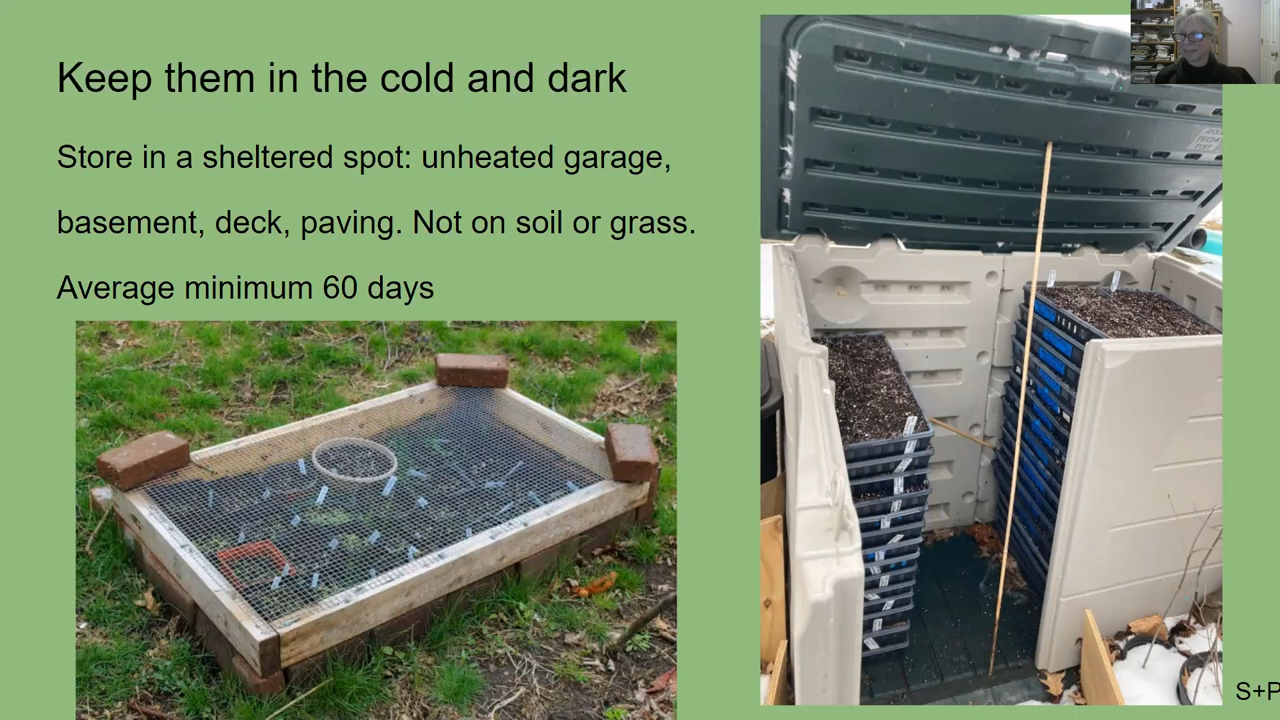 Keep them in the cold and dark
Store in a sheltered spot: unheated garage,
basement, deck, paving. Not on soil or grass.
Average minimum 60 days
S+P